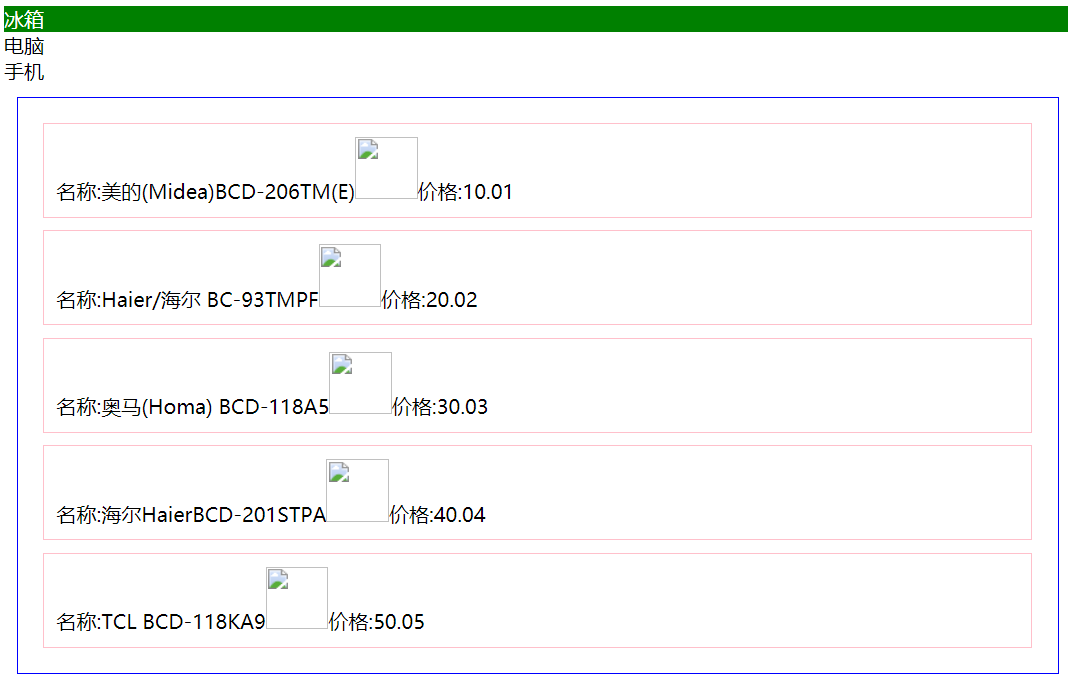 冰箱
电脑
手机
名称:美的(Midea)BCD-206TM(E)价格:10.01
名称:Haier/海尔 BC-93TMPF价格:20.02
名称:奥马(Homa) BCD-118A5价格:30.03
名称:海尔HaierBCD-201STPA价格:40.04
名称:TCL BCD-118KA9价格:50.05